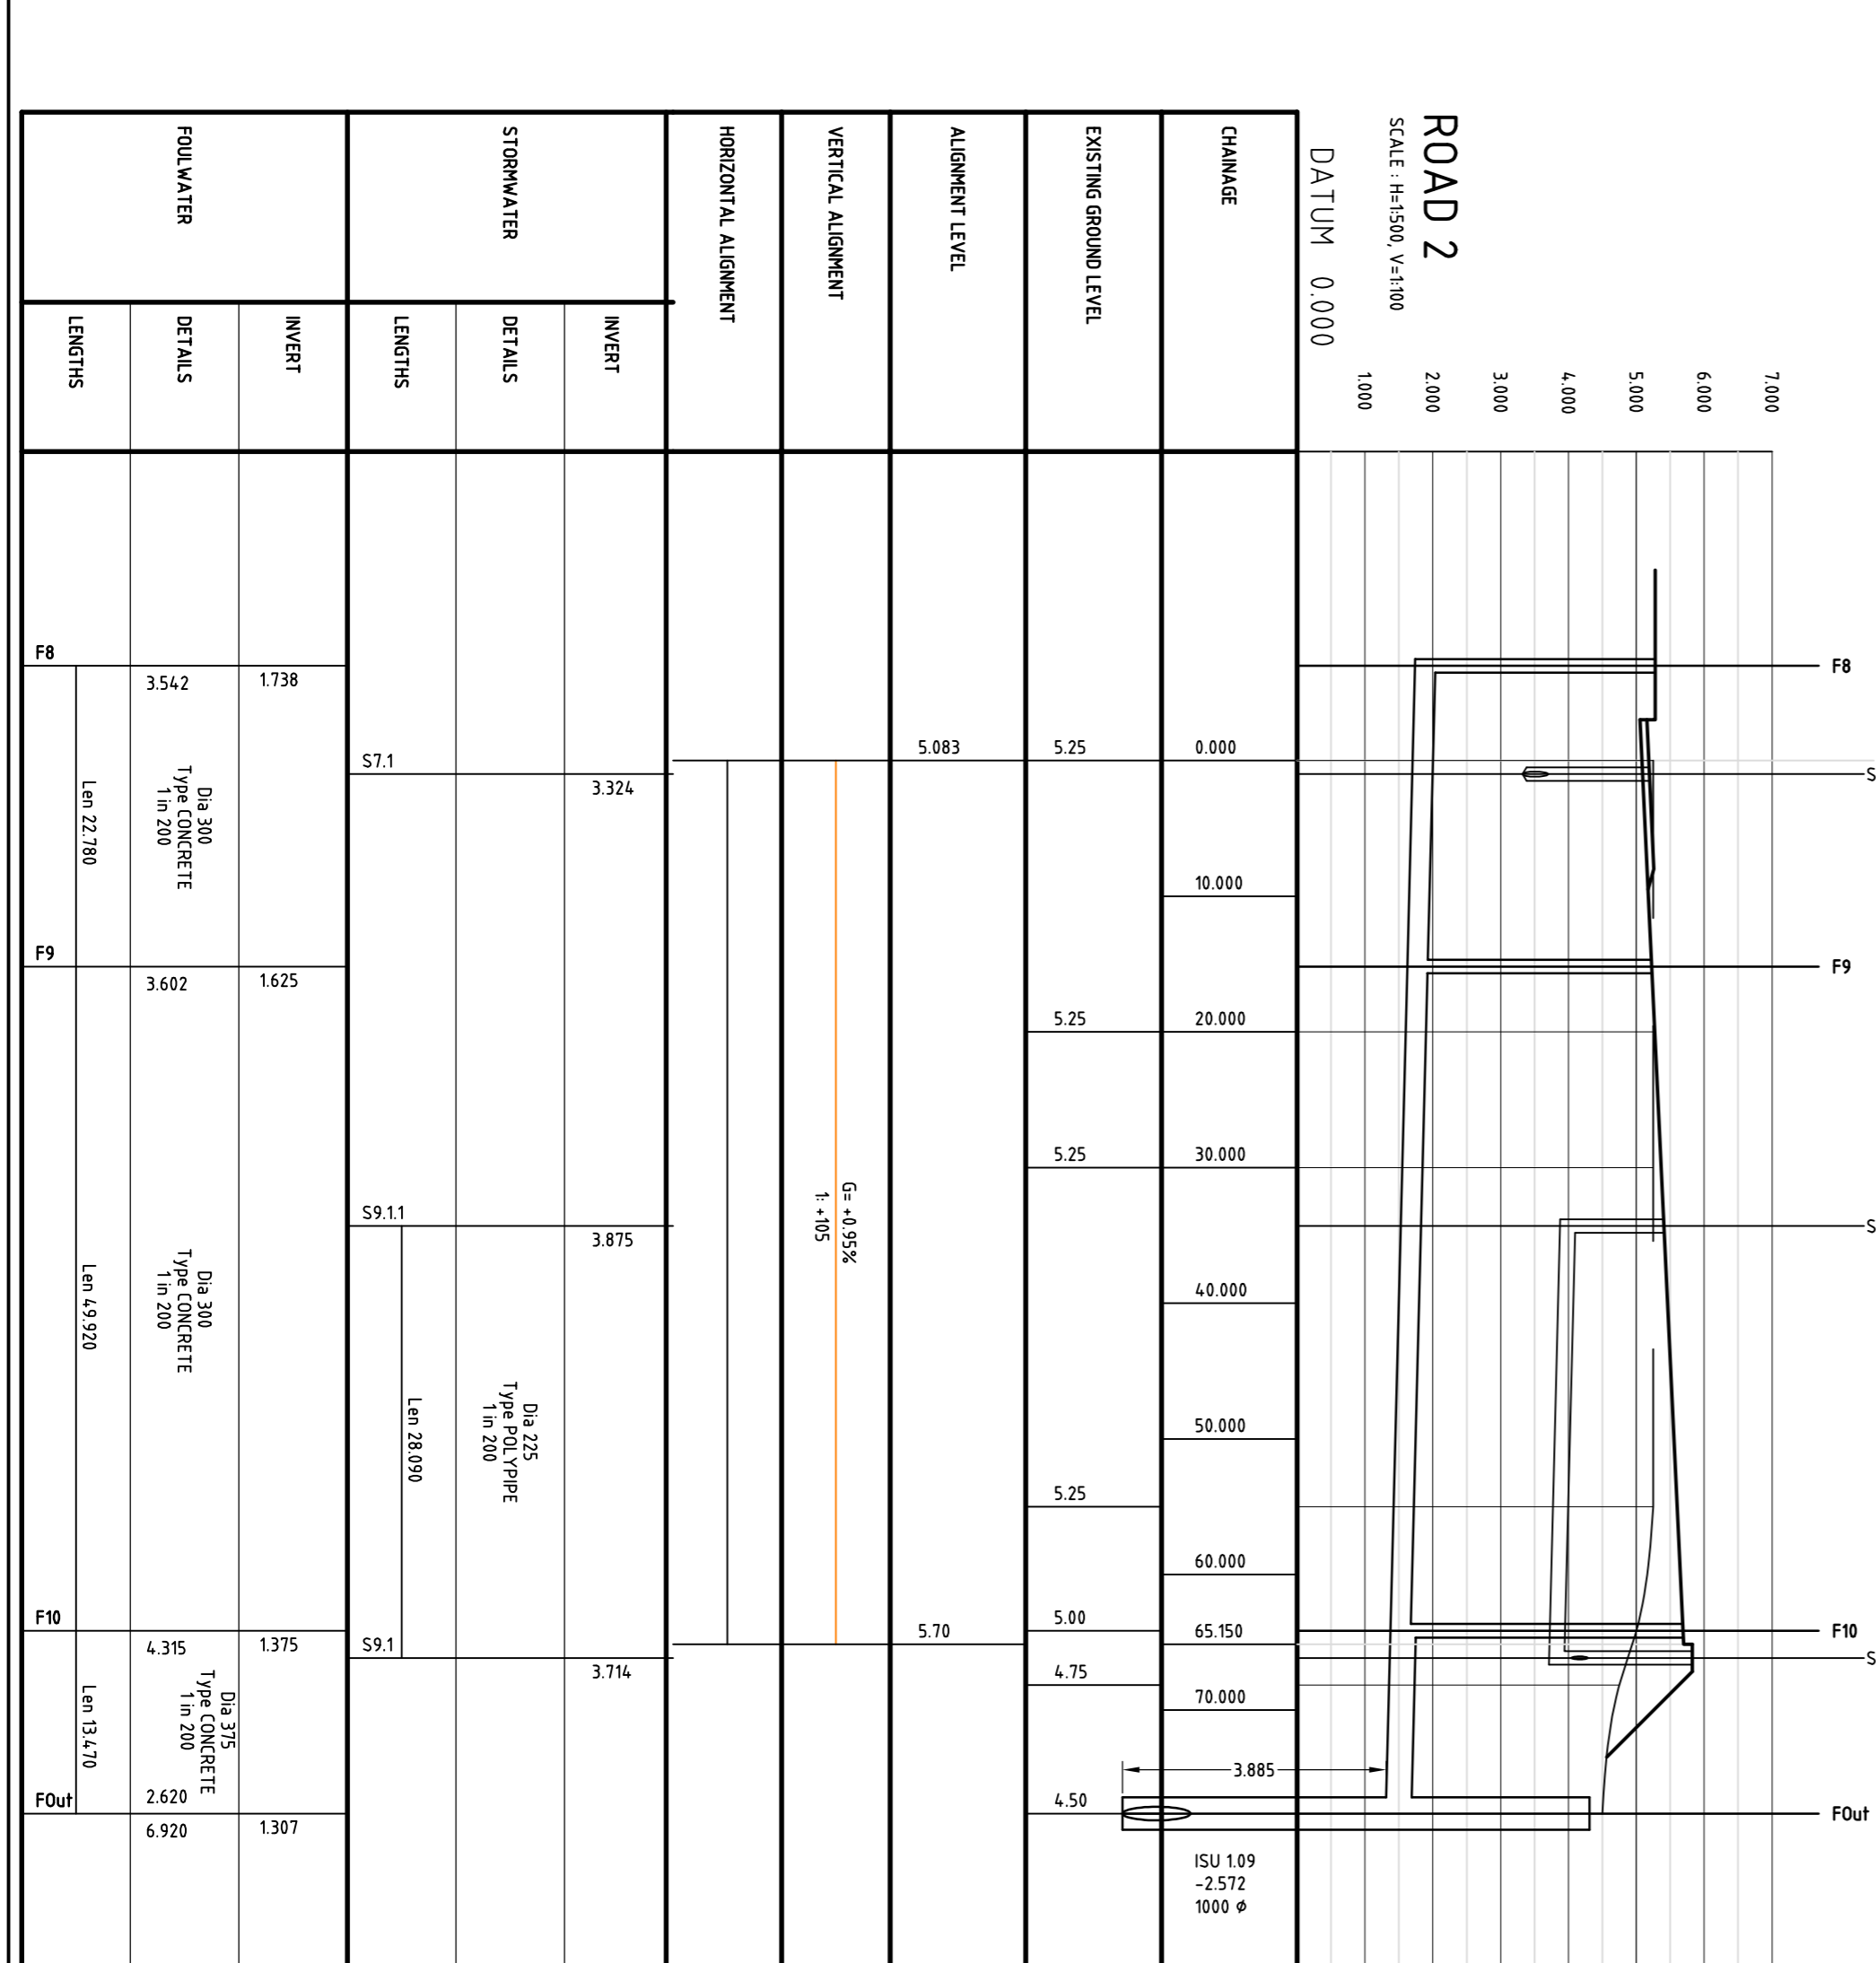 ROAD 2
SCALE : H=1:500, V=1:100
DATUM 0.000
7.000
6.000
5.000
4.000
3.000
2.000
1.000
F8
S
F9
S
F10
S
FOut
CHAINAGE
0.000
10.000
20.000
30.000
40.000
50.000
60.000
65.150
70.000
EXISTING GROUND LEVEL
5.25
5.25
5.25
5.25
5.00
4.75
4.50
ALIGNMENT LEVEL
5.083
5.70
VERTICAL ALIGNMENT
G= +0.95%
1: +105
HORIZONTAL ALIGNMENT
STORMWATER
INVERT
3.324
3.875
3.714
DETAILS
Dia 225
Type POLYPIPE
1 in 200
LENGTHS
S7.1
S9.1.1
Len 28.090
S9.1
FOULWATER
INVERT
1.738
1.625
1.375
1.307
DETAILS
3.542
Dia 300
Type CONCRETE
1 in 200
3.602
Dia 300
Type CONCRETE
1 in 200
4.315
Dia 375
Type CONCRETE
1 in 200
2.620
6.920
LENGTHS
F8
Len 22.780
F9
Len 49.920
F10
Len 13.470
FOut
3.885
ISU 1.09
-2.572
1000 ϕ